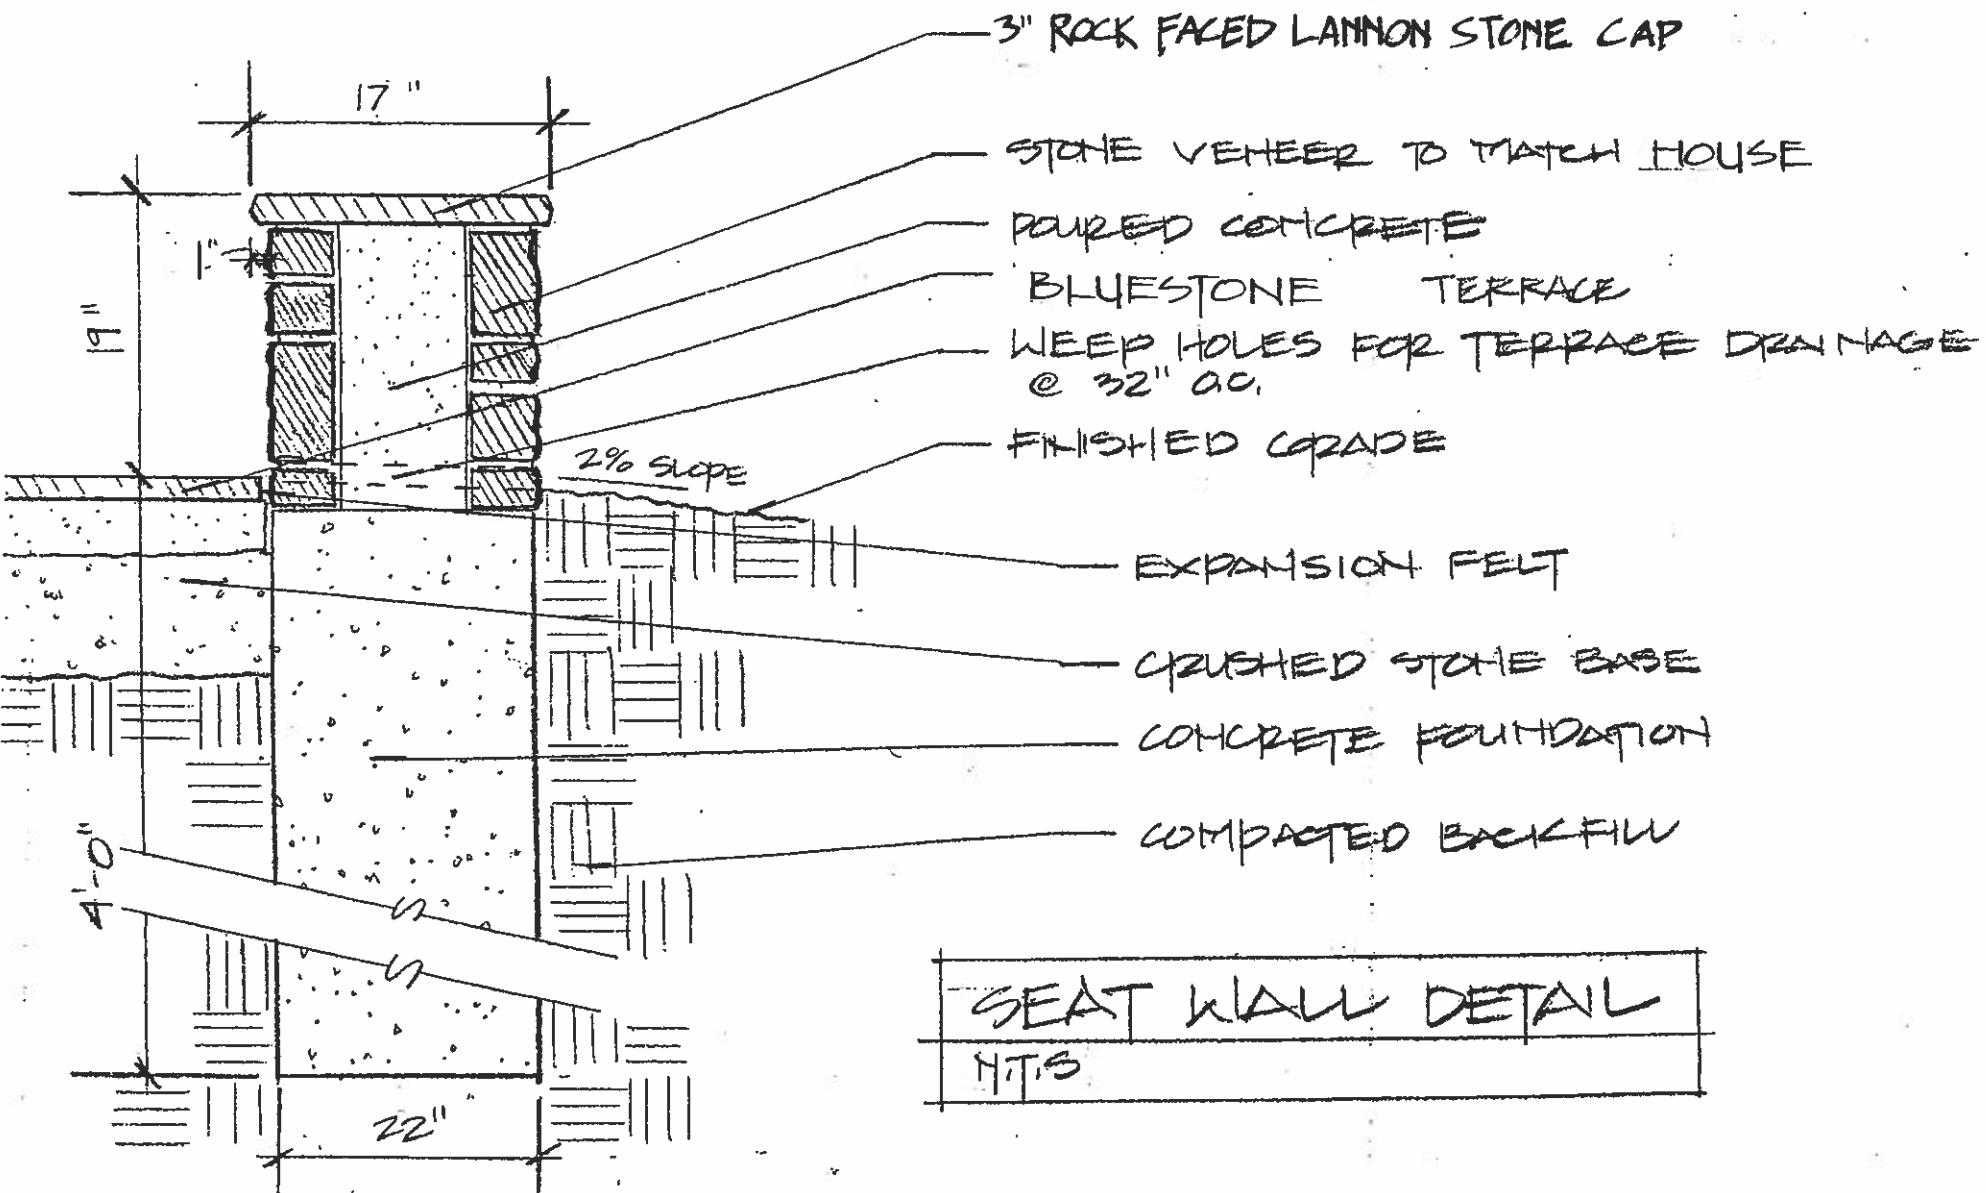 3" ROCK FACED LANNON STONE CAP
17"
STONE VENEER TO MATCH HOUSE
POURED CONCRETE
1"
BLUESTONE TERRACE
19"
WEEP HOLES FOR TERRACE DRAINAGE
@ 32" O.C.
FINISHED GRADE
2% SLOPE
EXPANSION FELT
CRUSHED STONE BASE
CONCRETE FOUNDATION
COMPACTED BACKFILL
4'-0"
SEAT WALL DETAIL
N.T.S
22"